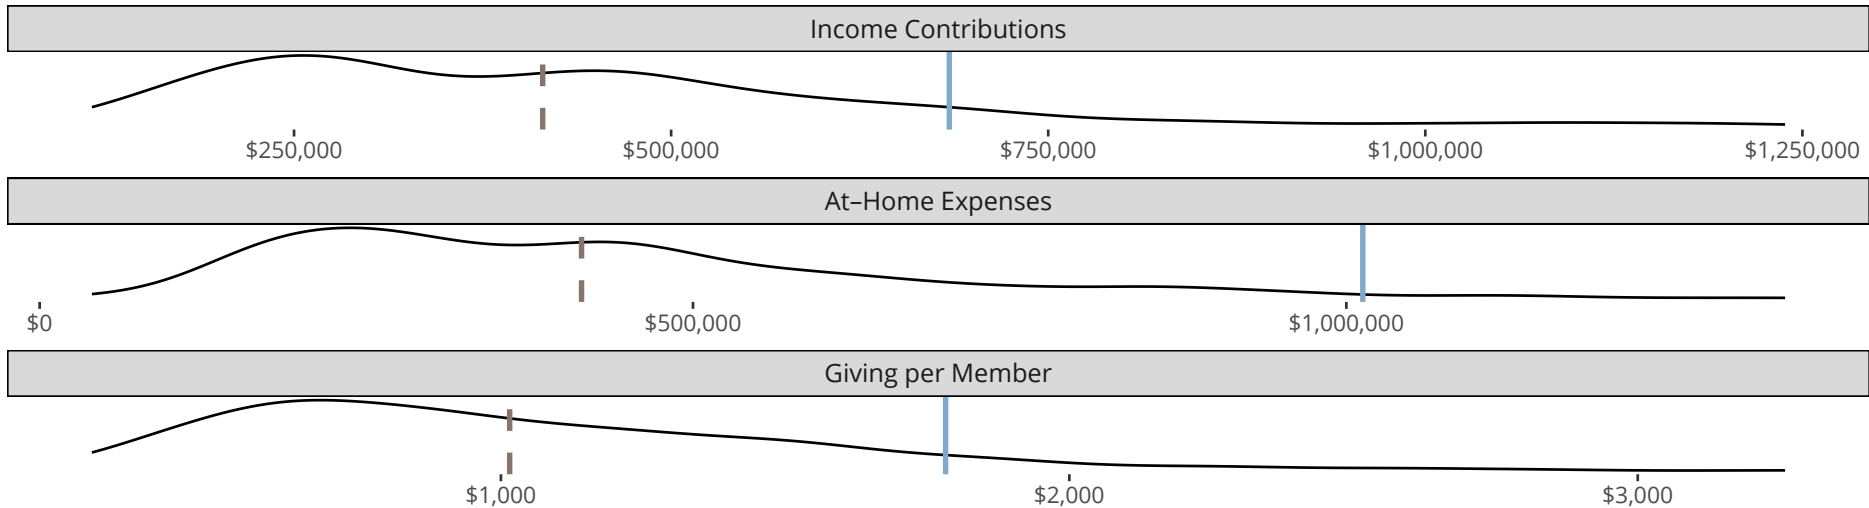 Income Contributions
$250,000 $500,000 $750,000 $1,000,000 $1,250,000
At–Home Expenses
$0 $500,000 $1,000,000
Giving per Member
$1,000 $2,000 $3,000